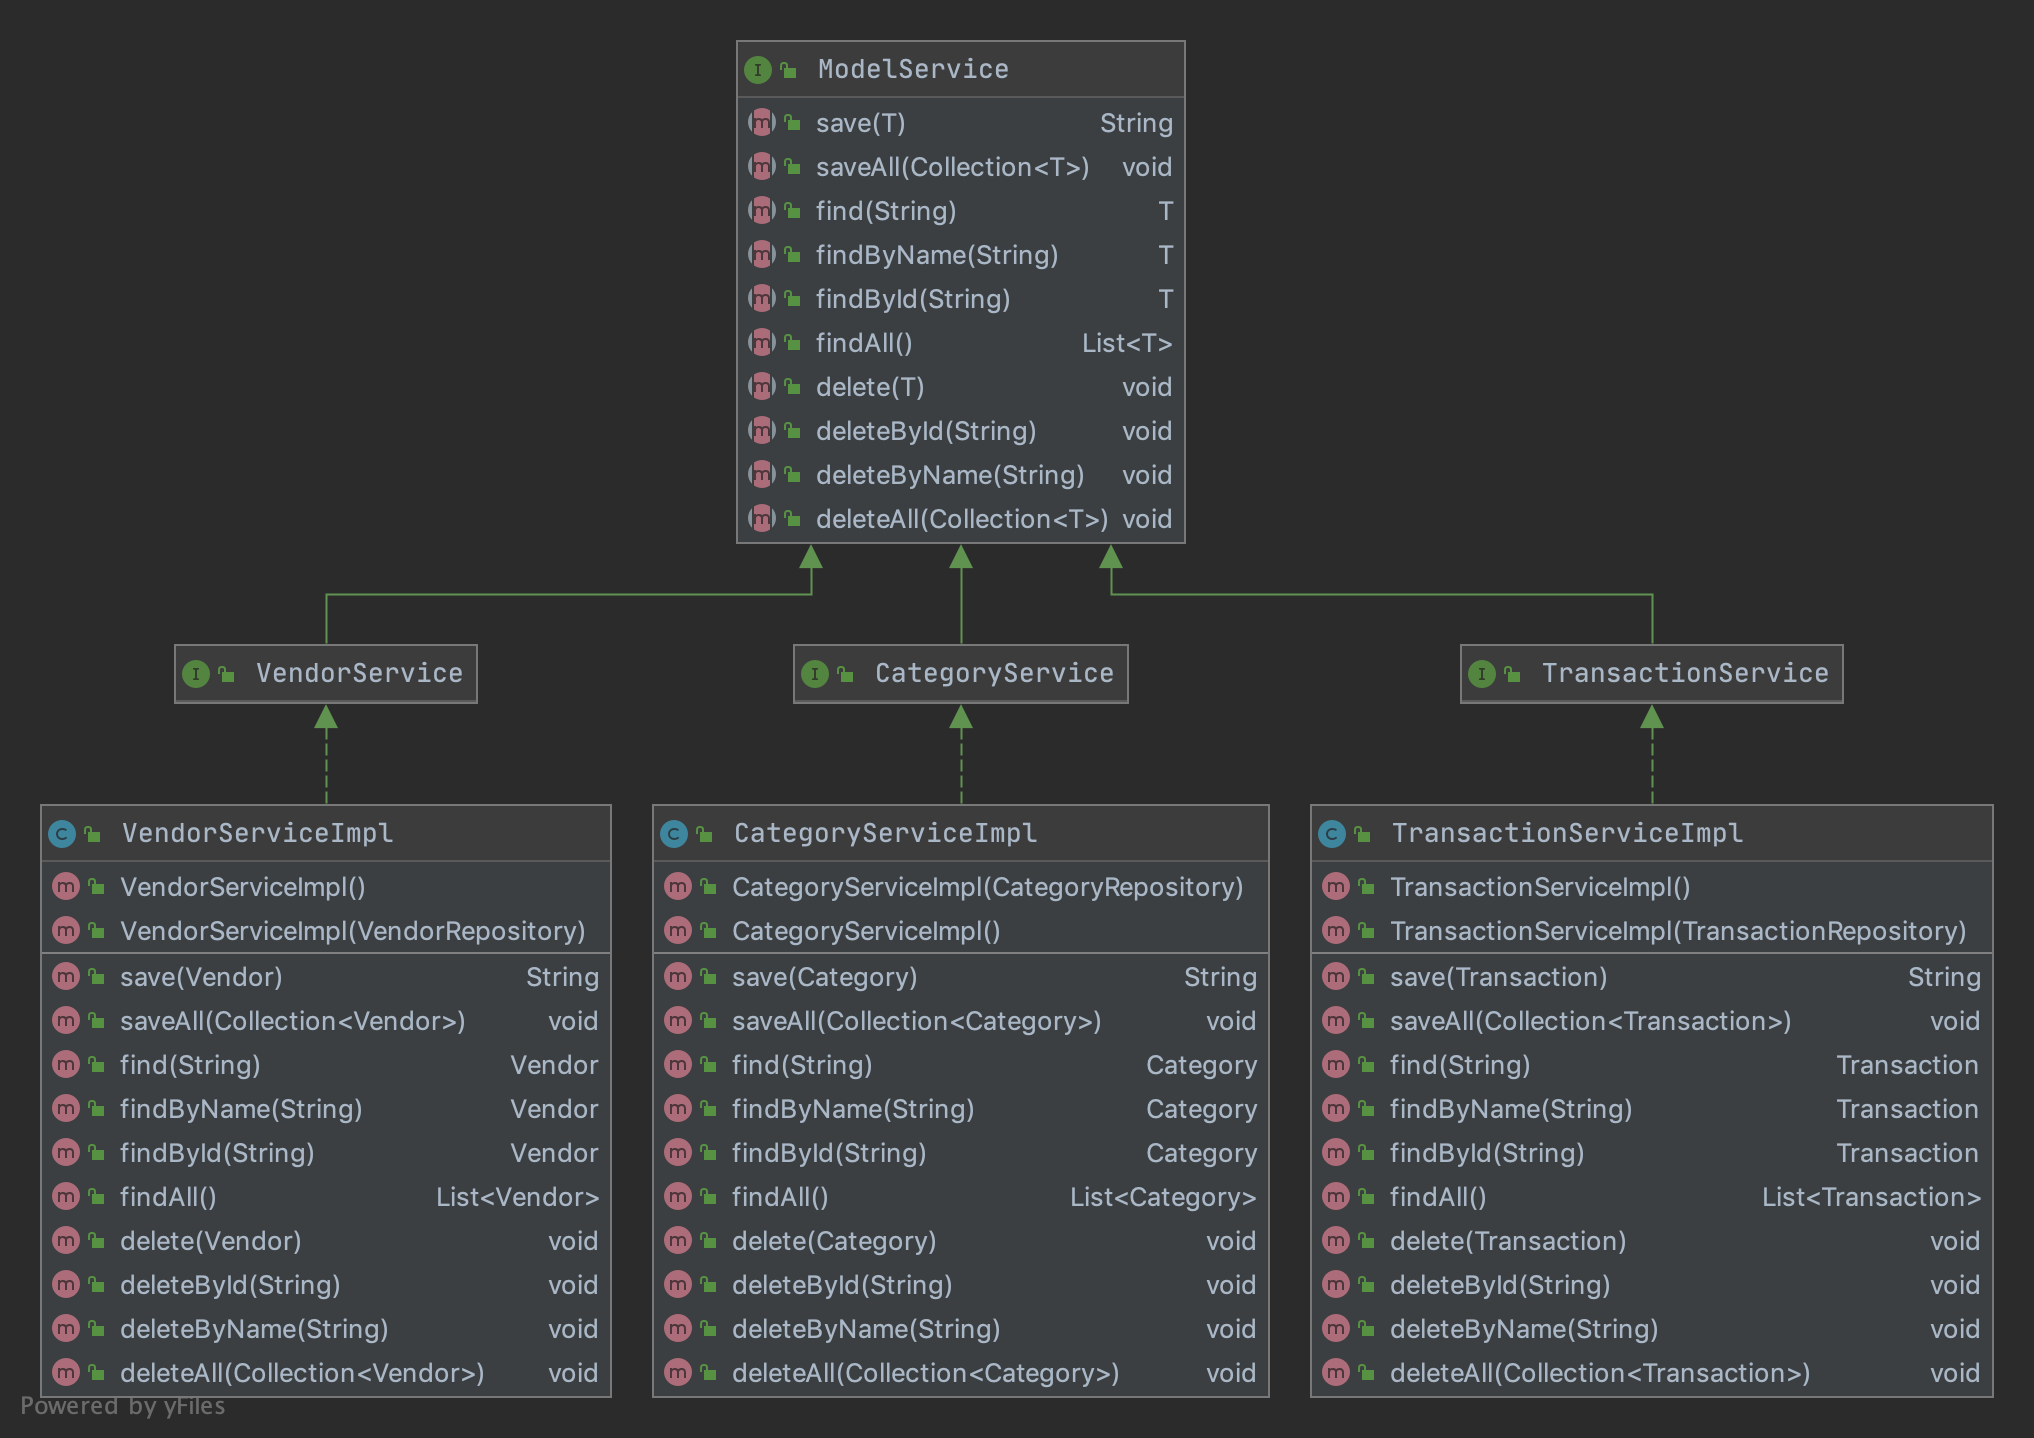 ModelService
save(T) String
saveAll(Collection<T>) void
find(String) T
findByName(String) T
findById(String) T
findAll() List<T>
delete(T) void
deleteById(String) void
deleteByName(String) void
deleteAll(Collection<T>) void
VendorService
CategoryService
TransactionService
VendorServiceImpl
VendorServiceImpl()
VendorServiceImpl(VendorRepository)
save(Vendor) String
saveAll(Collection<Vendor>) void
find(String) Vendor
findByName(String) Vendor
findById(String) Vendor
findAll() List<Vendor>
delete(Vendor) void
deleteById(String) void
deleteByName(String) void
deleteAll(Collection<Vendor>) void
CategoryServiceImpl
CategoryServiceImpl(CategoryRepository)
CategoryServiceImpl()
save(Category) String
saveAll(Collection<Category>) void
find(String) Category
findByName(String) Category
findById(String) Category
findAll() List<Category>
delete(Category) void
deleteById(String) void
deleteByName(String) void
deleteAll(Collection<Category>) void
TransactionServiceImpl
TransactionServiceImpl()
TransactionServiceImpl(TransactionRepository)
save(Transaction) String
saveAll(Collection<Transaction>) void
find(String) Transaction
findByName(String) Transaction
findById(String) Transaction
findAll() List<Transaction>
delete(Transaction) void
deleteById(String) void
deleteByName(String) void
deleteAll(Collection<Transaction>) void
Powered by yFiles